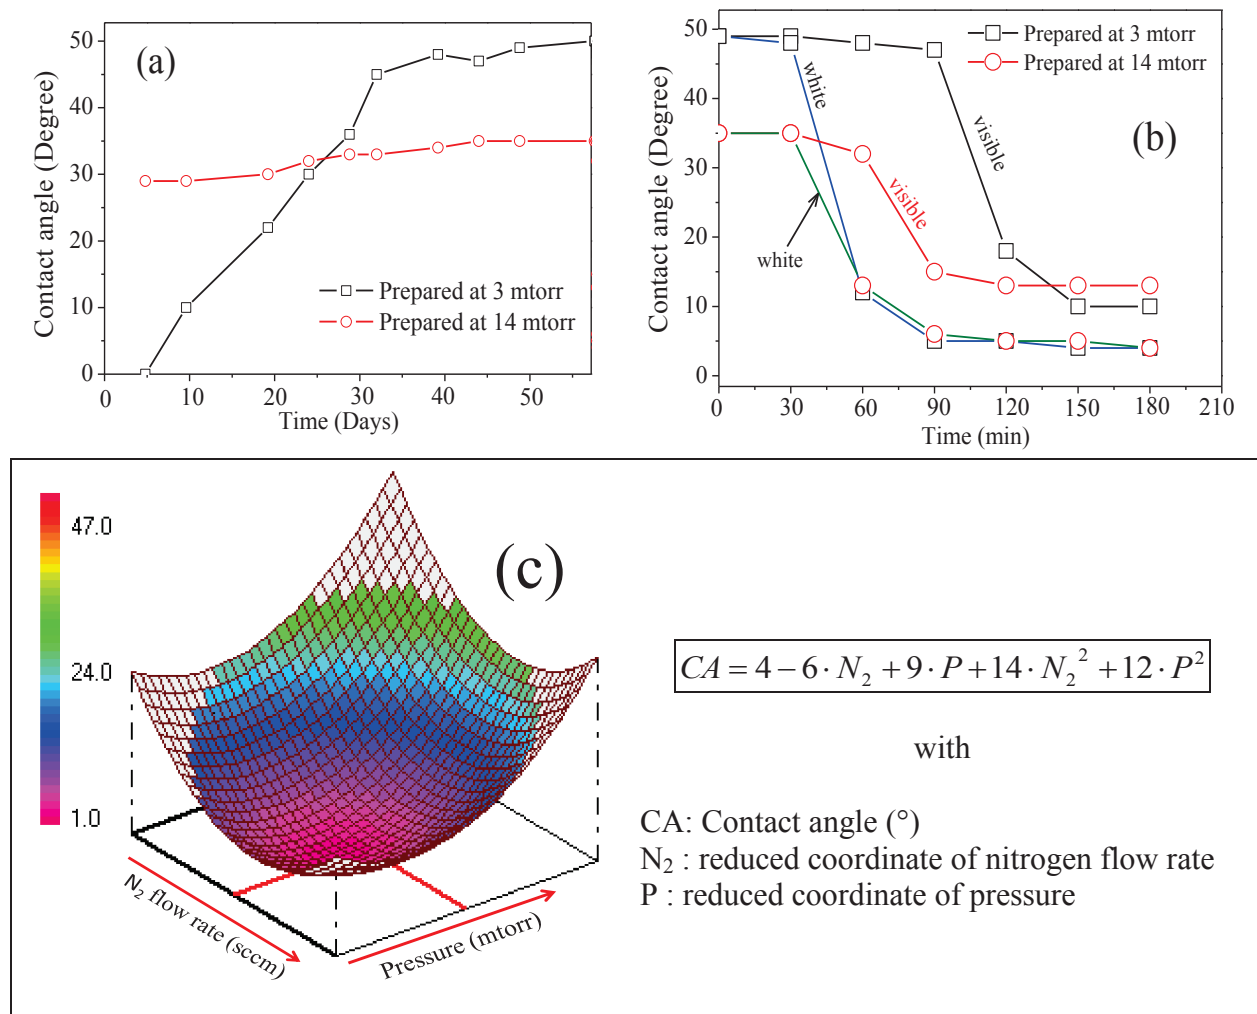 (a)
50
40
30
20
10
0
Contact angle (Degree)
Prepared at 3 mtorr
Prepared at 14 mtorr
0 10 20 30 40 50
Time (Days)
(b)
50
40
30
20
10
0
Contact angle (Degree)
Prepared at 3 mtorr
Prepared at 14 mtorr
white
visible
visible
white
0 30 60 90 120 150 180 210
Time (min)
(c)
47.0
24.0
1.0
N₂ flow rate (sccm)
Pressure (mtorr)
CA = 4 − 6 · N₂ + 9 · P + 14 · N₂² + 12 · P²
with
CA: Contact angle (°)
N₂ : reduced coordinate of nitrogen flow rate
P : reduced coordinate of pressure